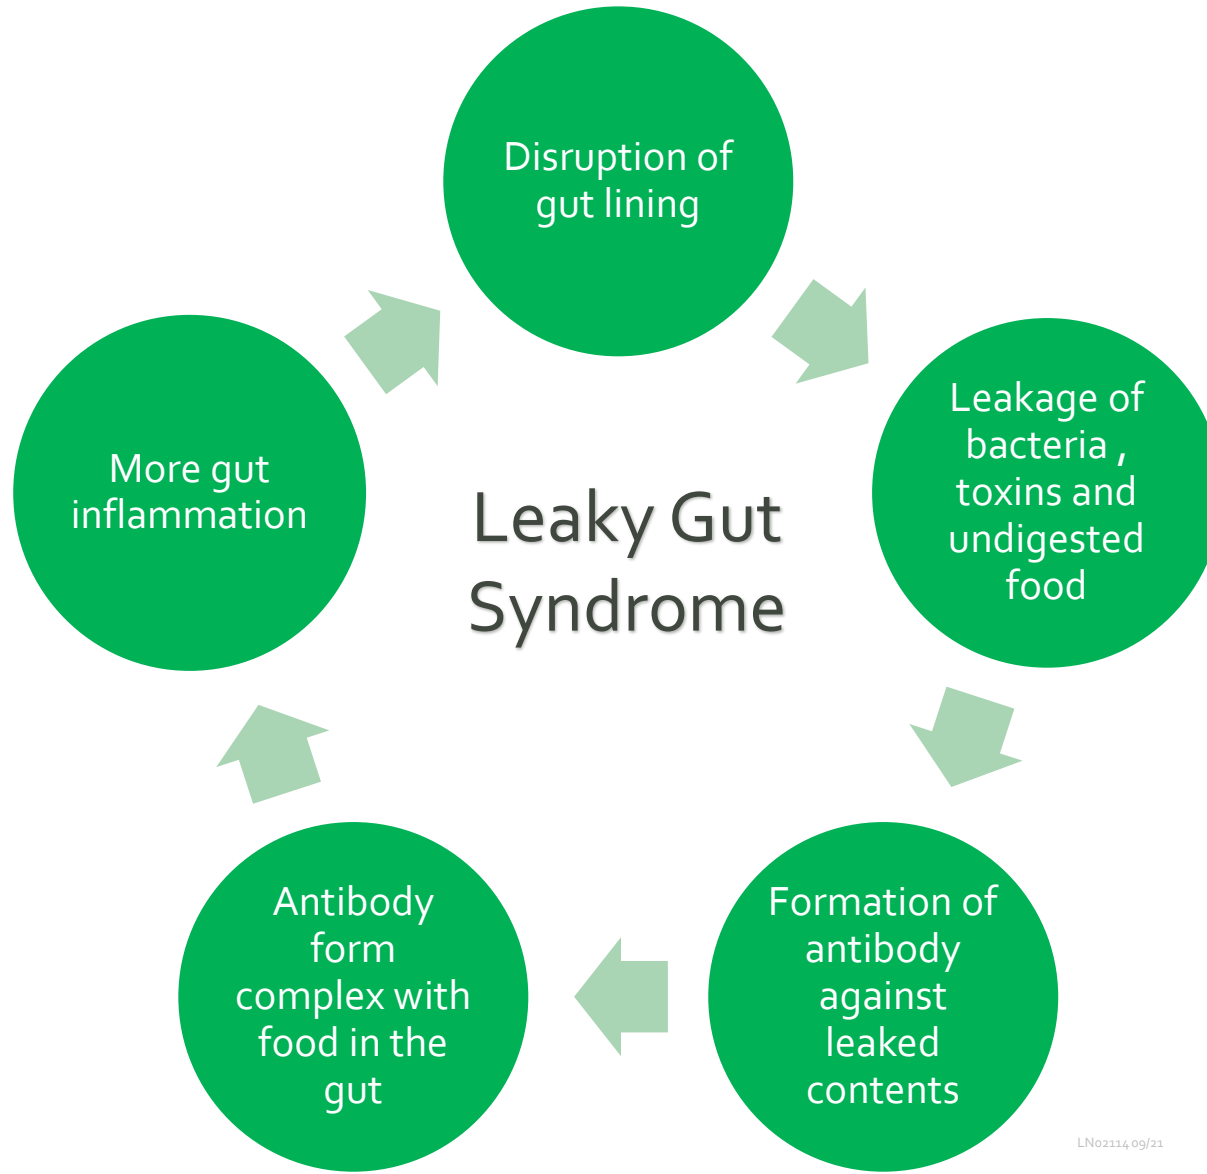 Disruption of
gut lining
Leakage of
bacteria ,
toxins and
undigested
food
Formation of
antibody
against
leaked
contents
Antibody
form
complex with
food in the
gut
More gut
inflammation
Leaky Gut
Syndrome
LN02114 09/21